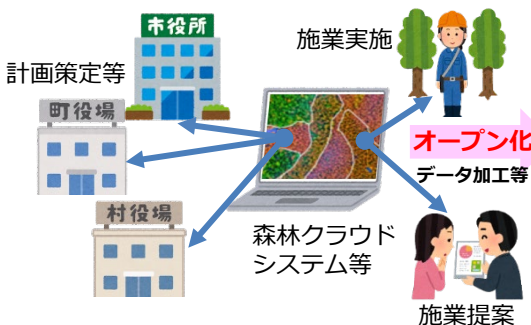 市役所
施業実施
計画策定等
町役場
オープン化
データ加工等
村役場
森林クラウド
システム等
施業提案